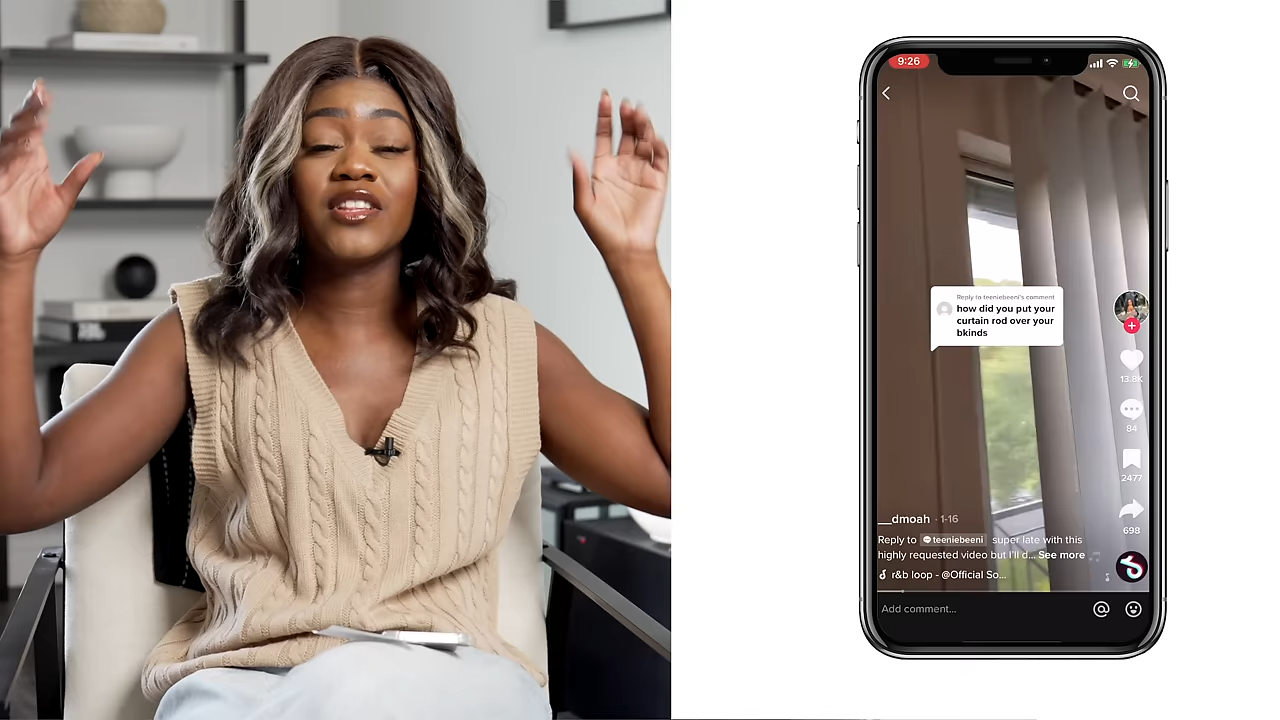 9:26
Reply to teeniebeeni's comment
how did you put your
curtain rod over your
bkinds
13.8K
84
2477
698
__dmoah · 1-16
Reply to teeniebeeni super late with this
highly requested video but I'll d... See more
r&b loop - @Official So...
Add comment...